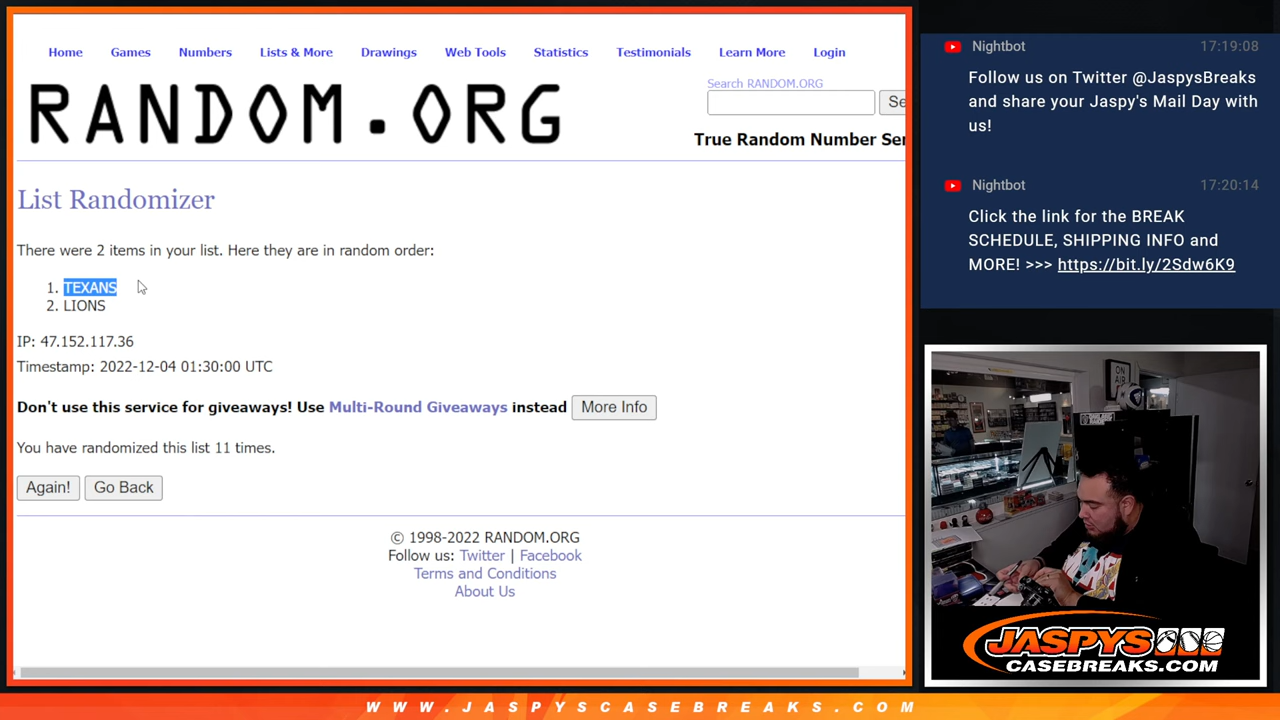 Home Games Numbers Lists & More Drawings Web Tools Statistics Testimonials Learn More Login
RANDOM.ORG
Search RANDOM.ORG
Se
True Random Number Ser
List Randomizer
There were 2 items in your list. Here they are in random order:
1. TEXANS
2. LIONS
IP: 47.152.117.36
Timestamp: 2022-12-04 01:30:00 UTC
Don't use this service for giveaways! Use Multi-Round Giveaways instead More Info
You have randomized this list 11 times.
Again! Go Back
© 1998-2022 RANDOM.ORG
Follow us: Twitter | Facebook
Terms and Conditions
About Us
Nightbot 17:19:08
Follow us on Twitter @JaspysBreaks
and share your Jaspy's Mail Day with
us!
Nightbot 17:20:14
Click the link for the BREAK
SCHEDULE, SHIPPING INFO and
MORE! >>> https://bit.ly/2Sdw6K9
ON
AIR
JASPYS
CASEBREAKS.COM
WWW.JASPYSCASEBREAKS.COM